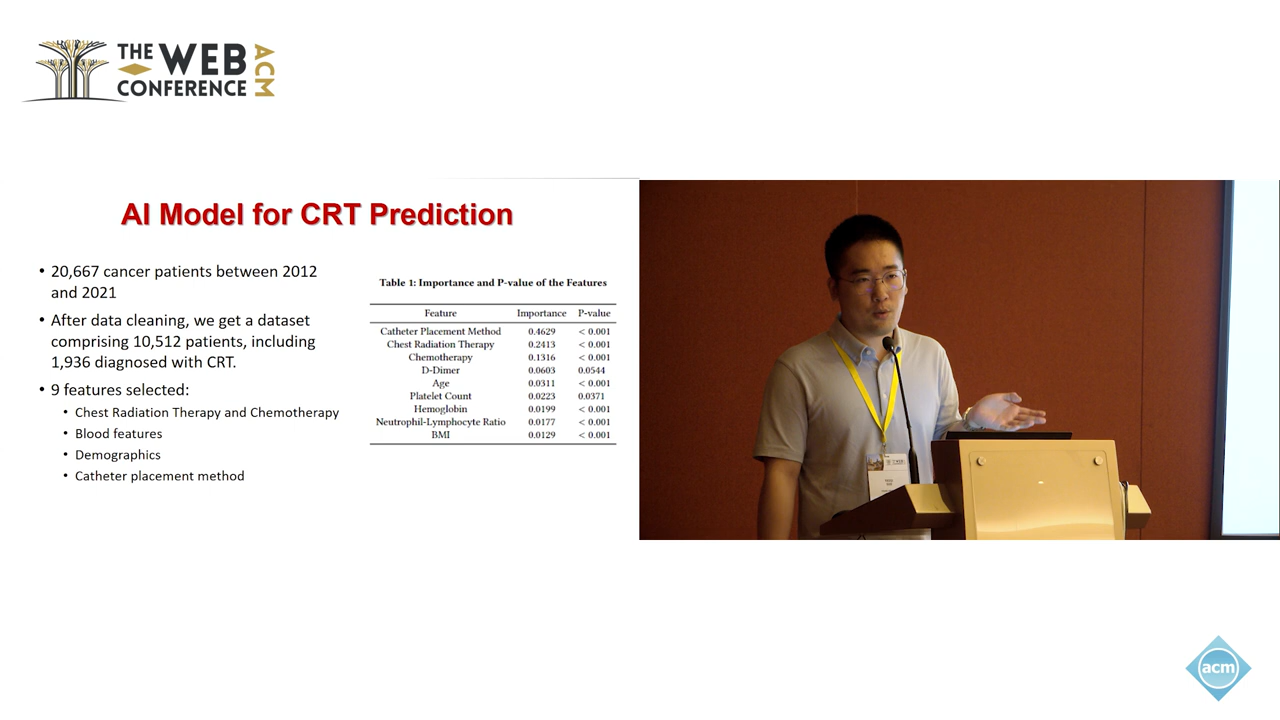 THE WEB
CONFERENCE
ACM
AI Model for CRT Prediction
• 20,667 cancer patients between 2012
and 2021
• After data cleaning, we get a dataset
comprising 10,512 patients, including
1,936 diagnosed with CRT.
• 9 features selected:
• Chest Radiation Therapy and Chemotherapy
• Blood features
• Demographics
• Catheter placement method
Table 1: Importance and P-value of the Features
Feature Importance P-value
Catheter Placement Method 0.4629 < 0.001
Chest Radiation Therapy 0.2413 < 0.001
Chemotherapy 0.1316 < 0.001
D-Dimer 0.0603 0.0544
Age 0.0311 < 0.001
Platelet Count 0.0223 0.0371
Hemoglobin 0.0199 < 0.001
Neutrophil-Lymphocyte Ratio 0.0177 < 0.001
BMI 0.0129 < 0.001
acm